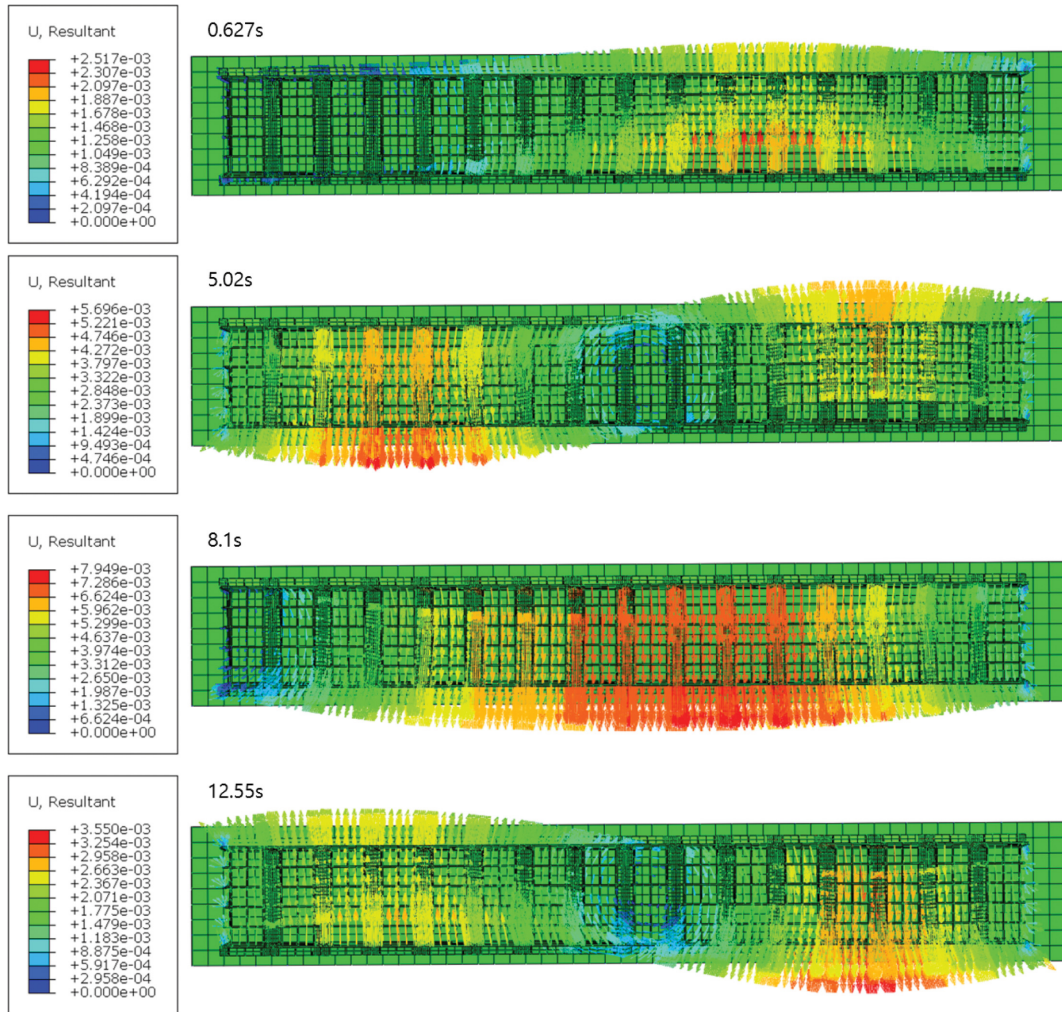 U, Resultant
0.627s
+2.517e-03
+2.307e-03
+2.097e-03
+1.887e-03
+1.678e-03
+1.468e-03
+1.258e-03
+1.049e-03
+8.389e-04
+6.292e-04
+4.194e-04
+2.097e-04
+0.000e+00
U, Resultant
5.02s
+5.696e-03
+5.221e-03
+4.746e-03
+4.272e-03
+3.797e-03
+3.322e-03
+2.848e-03
+2.373e-03
+1.899e-03
+1.424e-03
+9.493e-04
+4.746e-04
+0.000e+00
U, Resultant
8.1s
+7.949e-03
+7.286e-03
+6.624e-03
+5.962e-03
+5.299e-03
+4.637e-03
+3.974e-03
+3.312e-03
+2.650e-03
+1.987e-03
+1.325e-03
+6.624e-04
+0.000e+00
U, Resultant
12.55s
+3.550e-03
+3.254e-03
+2.958e-03
+2.663e-03
+2.367e-03
+2.071e-03
+1.775e-03
+1.479e-03
+1.183e-03
+8.875e-04
+5.917e-04
+2.958e-04
+0.000e+00